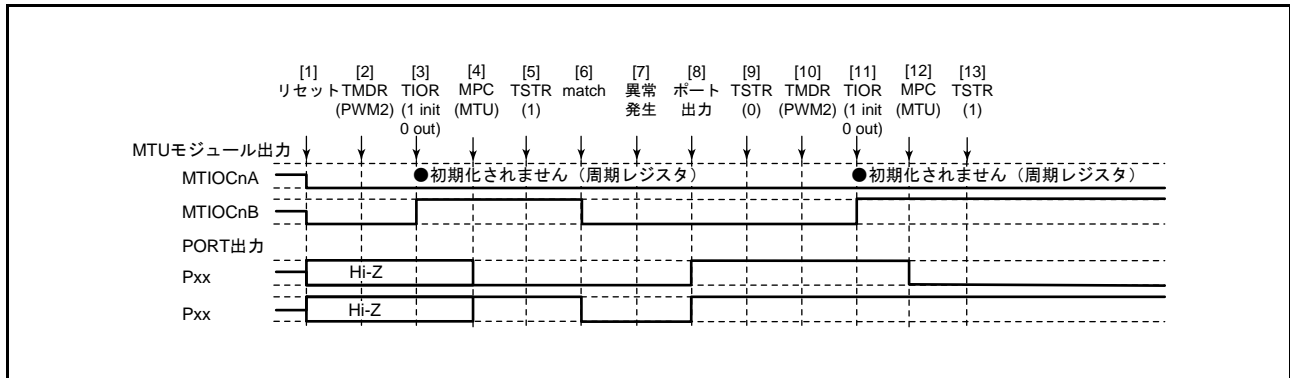 [1] [2] [3] [4] [5] [6] [7] [8] [9] [10] [11] [12] [13]
リセット TMDR TIOR MPC TSTR match 異常 ポート TSTR TMDR TIOR MPC TSTR
(PWM2) (1 init (MTU) (1) 発生 出力 (0) (PWM2) (1 init (MTU) (1)
0 out) 0 out)
MTUモジュール出力
MTIOCnA ●初期化されません（周期レジスタ） ●初期化されません（周期レジスタ）
MTIOCnB
PORT出力
Pxx Hi-Z
Pxx Hi-Z